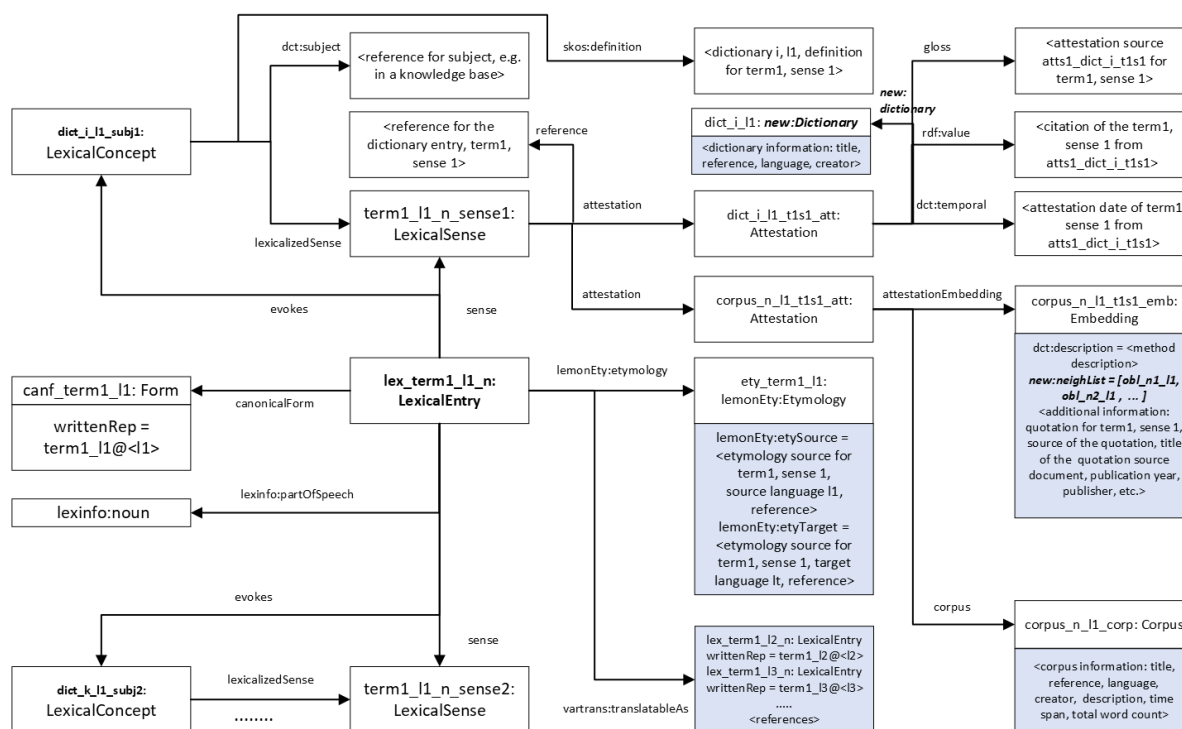 dct:subject
<reference for subject, e.g.
in a knowledge base>
skos:definition
<dictionary i, l1, definition
for term1, sense 1>
gloss
<attestation source
atts1_dict_i_t1s1 for
term1, sense 1>
dict_i_l1_subj1:
LexicalConcept
<reference for the
dictionary entry, term1,
sense 1>
reference
new:
dictionary
dict_i_l1: new:Dictionary
<dictionary information: title,
reference, language, creator>
rdf:value
<citation of the term1,
sense 1 from
atts1_dict_i_t1s1>
lexicalizedSense
term1_l1_n_sense1:
LexicalSense
attestation
dict_i_l1_t1s1_att:
Attestation
dct:temporal
<attestation date of term1
sense 1 from
atts1_dict_i_t1s1>
evokes
sense
attestation
corpus_n_l1_t1s1_att:
Attestation
attestationEmbedding
corpus_n_l1_t1s1_emb:
Embedding
dct:description = <method
description>
new:neighList = [obl_n1_l1,
obl_n2_l1 , ... ]
<additional information:
quotation for term1, sense 1,
source of the quotation, title
of the quotation source
document, publication year,
publisher, etc.>
canf_term1_l1: Form
writtenRep =
term1_l1@<l1>
canonicalForm
lex_term1_l1_n:
LexicalEntry
lemonEty:etymology
ety_term1_l1:
lemonEty:Etymology
lemonEty:etySource =
<etymology source for
term1, sense 1,
source language l1,
reference>
lemonEty:etyTarget =
<etymology source for
term1, sense 1, target
language lt, reference>
lexinfo:noun
lexinfo:partOfSpeech
evokes
sense
corpus
corpus_n_l1_corp: Corpus
<corpus information: title,
reference, language,
creator, description, time
span, total word count>
dict_k_l1_subj2:
LexicalConcept
lexicalizedSense
........
term1_l1_n_sense2:
LexicalSense
vartrans:translatableAs
lex_term1_l2_n: LexicalEntry
writtenRep = term1_l2@<l2>
lex_term1_l3_n: LexicalEntry
writtenRep = term1_l3@<l3>
.....
<references>